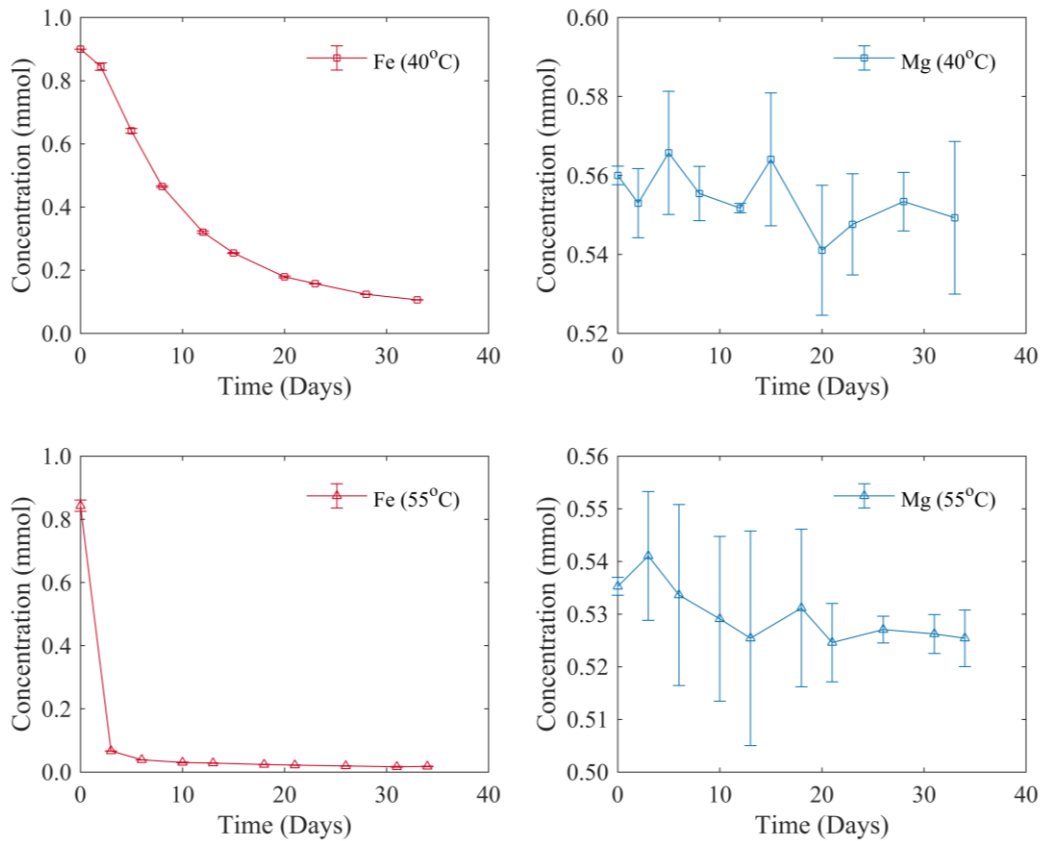 1.0
0.8
0.6
0.4
0.2
0.0
Concentration (mmol)
Fe (40°C)
0 10 20 30 40
Time (Days)
0.60
0.58
0.56
0.54
0.52
Concentration (mmol)
Mg (40°C)
0 10 20 30 40
Time (Days)
1.0
0.8
0.6
0.4
0.2
0.0
Concentration (mmol)
Fe (55°C)
0 10 20 30 40
Time (Days)
0.56
0.55
0.54
0.53
0.52
0.51
0.50
Concentration (mmol)
Mg (55°C)
0 10 20 30 40
Time (Days)